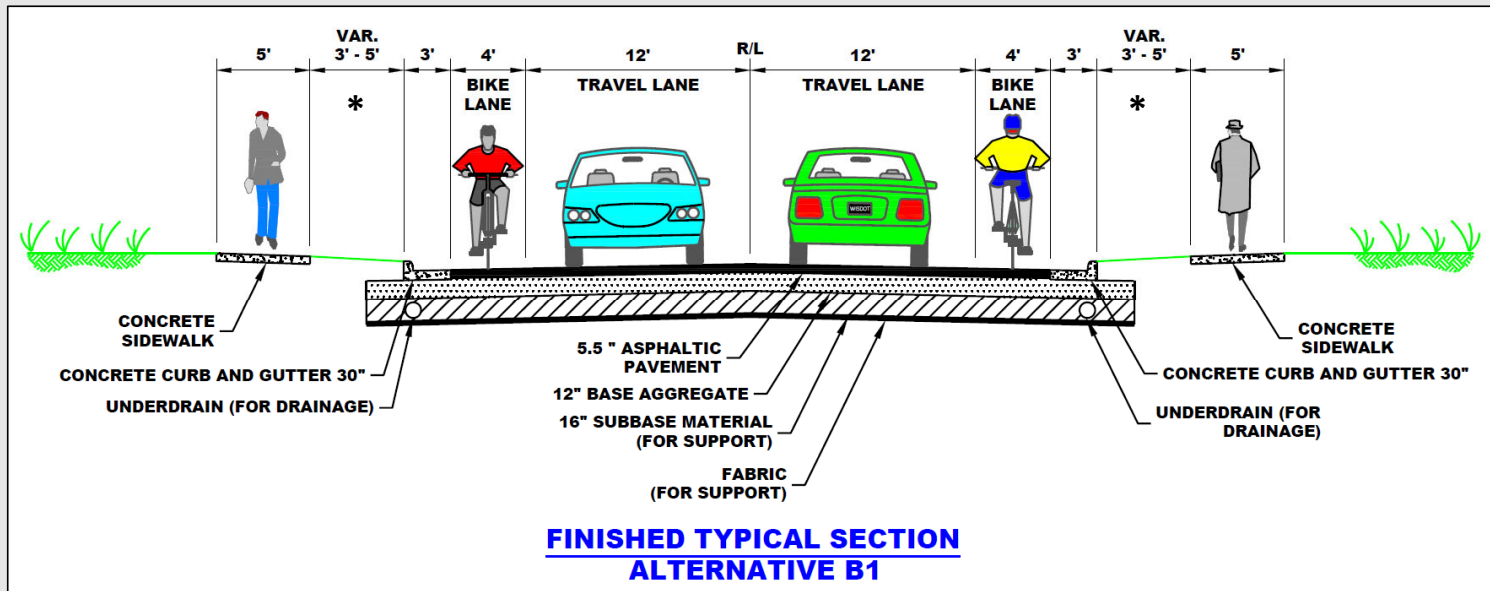 VAR. VAR.
5' 3' - 5' 3' 4' 12' R/L 12' 4' 3' 3' - 5' 5'
* BIKE LANE TRAVEL LANE TRAVEL LANE BIKE LANE *
WISDOT
CONCRETE
SIDEWALK
CONCRETE CURB AND GUTTER 30"
UNDERDRAIN (FOR DRAINAGE)
5.5 " ASPHALTIC
PAVEMENT
12" BASE AGGREGATE
16" SUBBASE MATERIAL
(FOR SUPPORT)
FABRIC
(FOR SUPPORT)
CONCRETE
SIDEWALK
CONCRETE CURB AND GUTTER 30"
UNDERDRAIN (FOR
DRAINAGE)
FINISHED TYPICAL SECTION
ALTERNATIVE B1